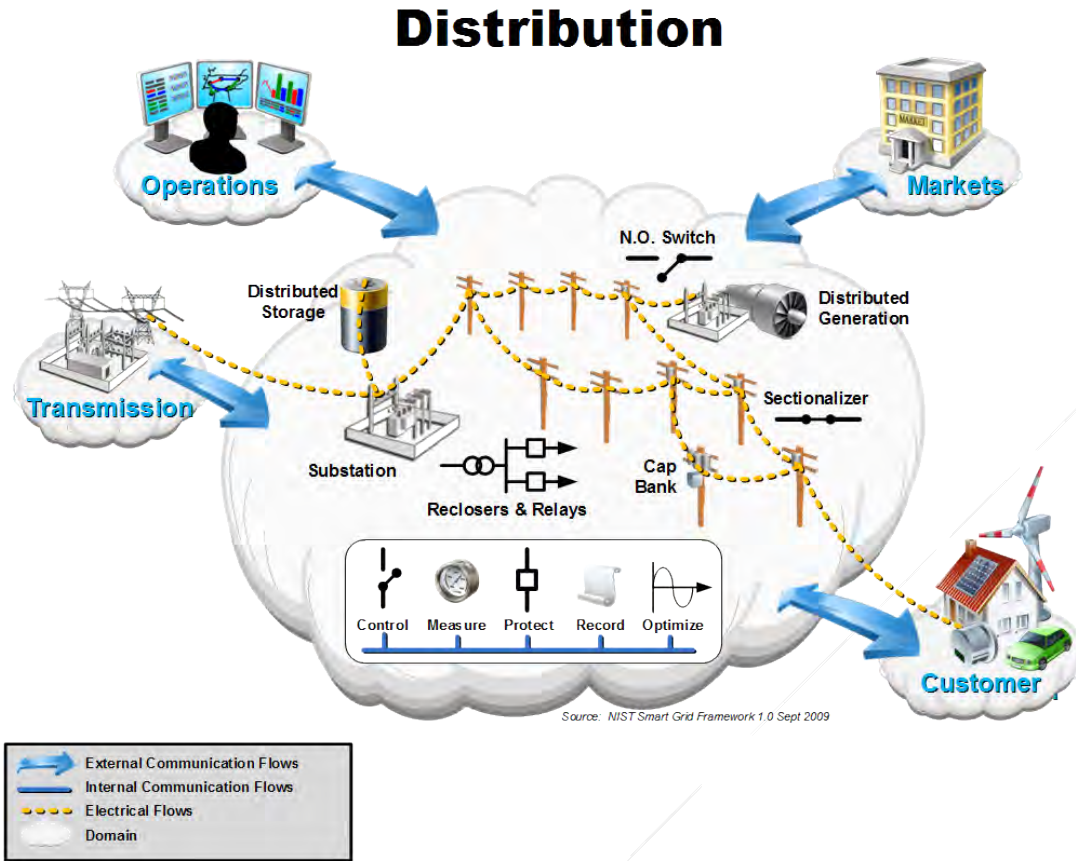 Distribution
Operations
MARKET
Markets
N.O. Switch
Distributed
Storage
Distributed
Generation
Transmission
Sectionalizer
Substation
Cap
Bank
Reclosers & Relays
Control Measure Protect Record Optimize
Customer
Source: NIST Smart Grid Framework 1.0 Sept 2009
External Communication Flows
Internal Communication Flows
Electrical Flows
Domain